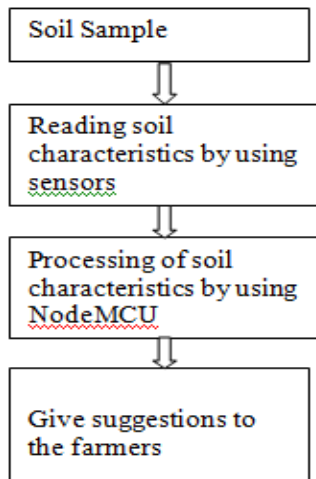 Soil Sample
Reading soil
characteristics by using
sensors
Processing of soil
characteristics by using
NodeMCU
Give suggestions to
the farmers